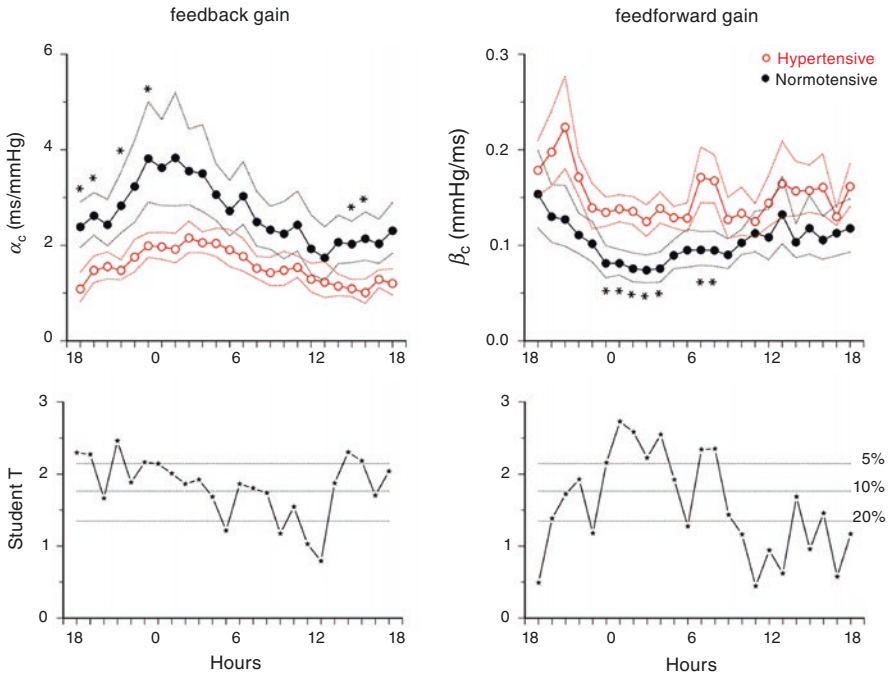 feedback gain
6
4
2
0
αc (ms/mmHg)
18 0 6 12 18
feedforward gain
0.3
0.2
0.1
0.0
βc (mmHg/ms)
Hypertensive
Normotensive
18 0 6 12 18
3
2
1
0
Student T
18 0 6 12 18
Hours
3
2
1
0
5%
10%
20%
18 0 6 12 18
Hours